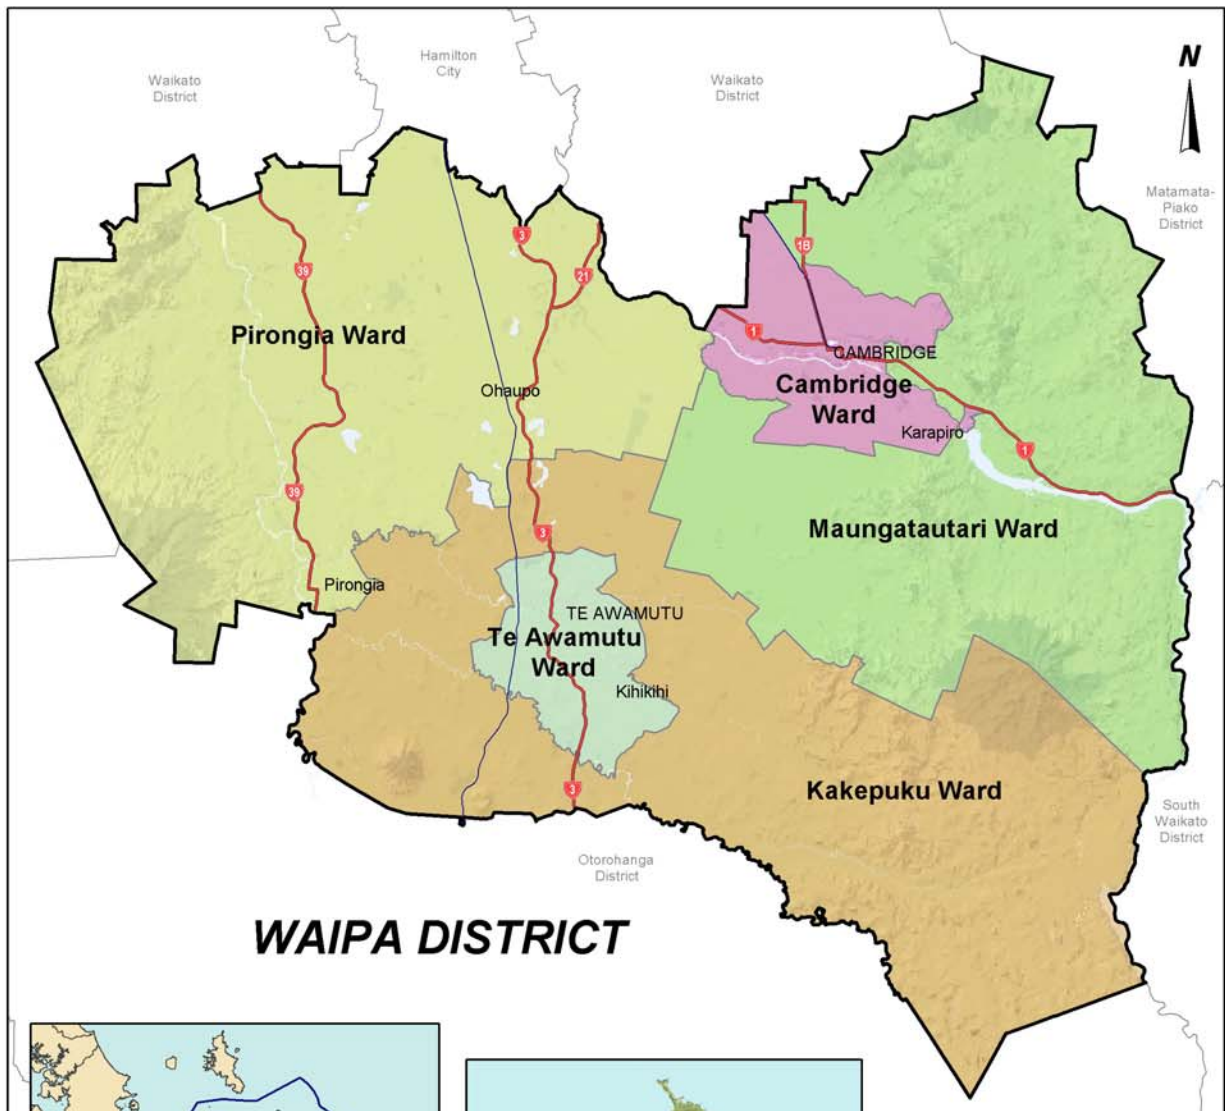 Hamilton
City
Waikato
District
Waikato
District
N
Matamata-
Piako
District
3
1B
39
21
Pirongia Ward
1
CAMBRIDGE
Cambridge
Ward
Ohaupo
Karapiro
1
39
Maungatautari Ward
3
Pirongia
TE AWAMUTU
Te Awamutu
Ward
Kihikihi
3
Kakepuku Ward
South
Waikato
District
Otorohanga
District
WAIPA DISTRICT